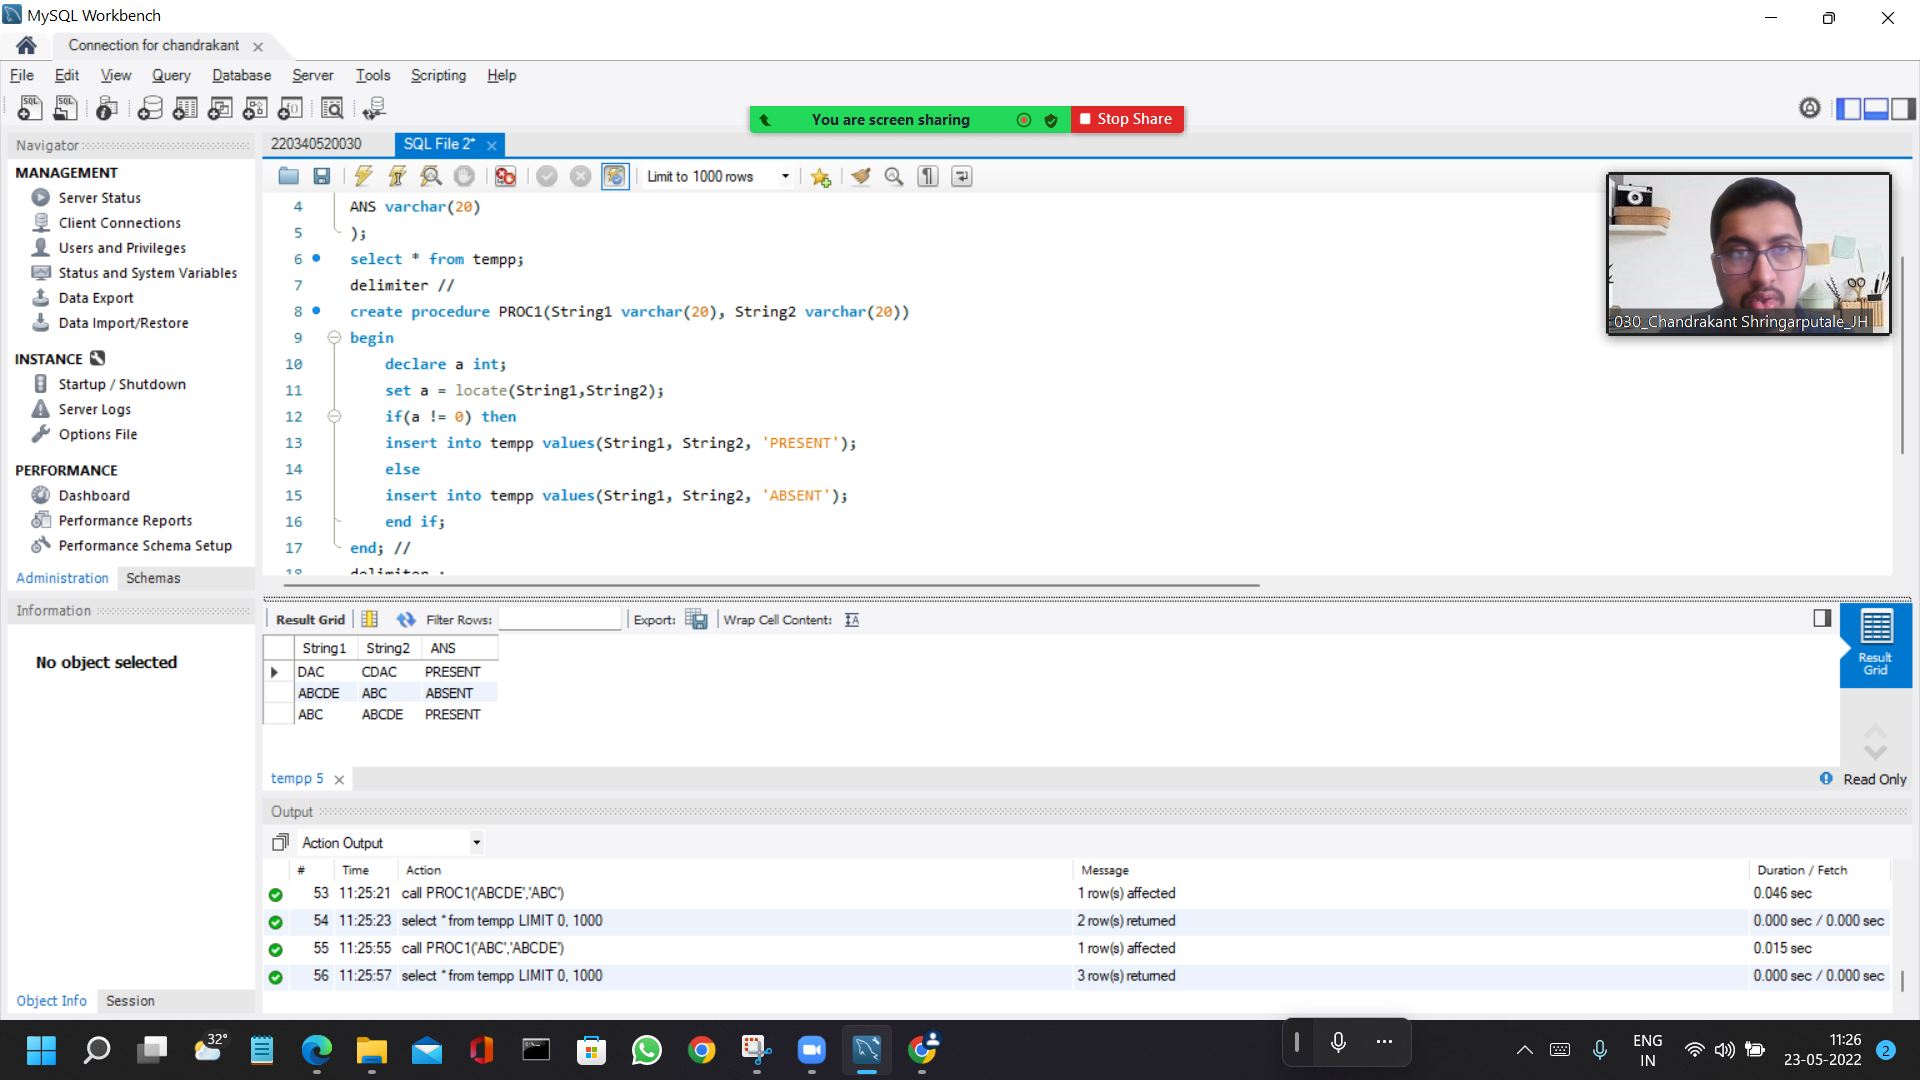 MySQL Workbench
Connection for chandrakant
File Edit View Query Database Server Tools Scripting Help
You are screen sharing
Stop Share
Navigator
220340520030
SQL File 2*
MANAGEMENT
Limit to 1000 rows
Server Status
Client Connections
Users and Privileges
Status and System Variables
Data Export
Data Import/Restore
INSTANCE
Startup / Shutdown
Server Logs
Options File
PERFORMANCE
Dashboard
Performance Reports
Performance Schema Setup
Administration Schemas
Information
No object selected
Object Info Session
4 ANS varchar(20)
5 );
6 select * from tempp;
7 delimiter //
8 create procedure PROC1(String1 varchar(20), String2 varchar(20))
9 begin
10 declare a int;
11 set a = locate(String1,String2);
12 if(a != 0) then
13 insert into tempp values(String1, String2, 'PRESENT');
14 else
15 insert into tempp values(String1, String2, 'ABSENT');
16 end if;
17 end; //
18 delimiter ;
030_Chandrakant Shringarputale_JH
Result Grid Filter Rows: Export: Wrap Cell Content:
String1 String2 ANS
DAC CDAC PRESENT
ABCDE ABC ABSENT
ABC ABCDE PRESENT
Result
Grid
tempp 5
Read Only
Output
Action Output
# Time Action Message Duration / Fetch
53 11:25:21 call PROC1('ABCDE','ABC') 1 row(s) affected 0.046 sec
54 11:25:23 select * from tempp LIMIT 0, 1000 2 row(s) returned 0.000 sec / 0.000 sec
55 11:25:55 call PROC1('ABC','ABCDE') 1 row(s) affected 0.015 sec
56 11:25:57 select * from tempp LIMIT 0, 1000 3 row(s) returned 0.000 sec / 0.000 sec
32°
ENG
IN
11:26
23-05-2022
2